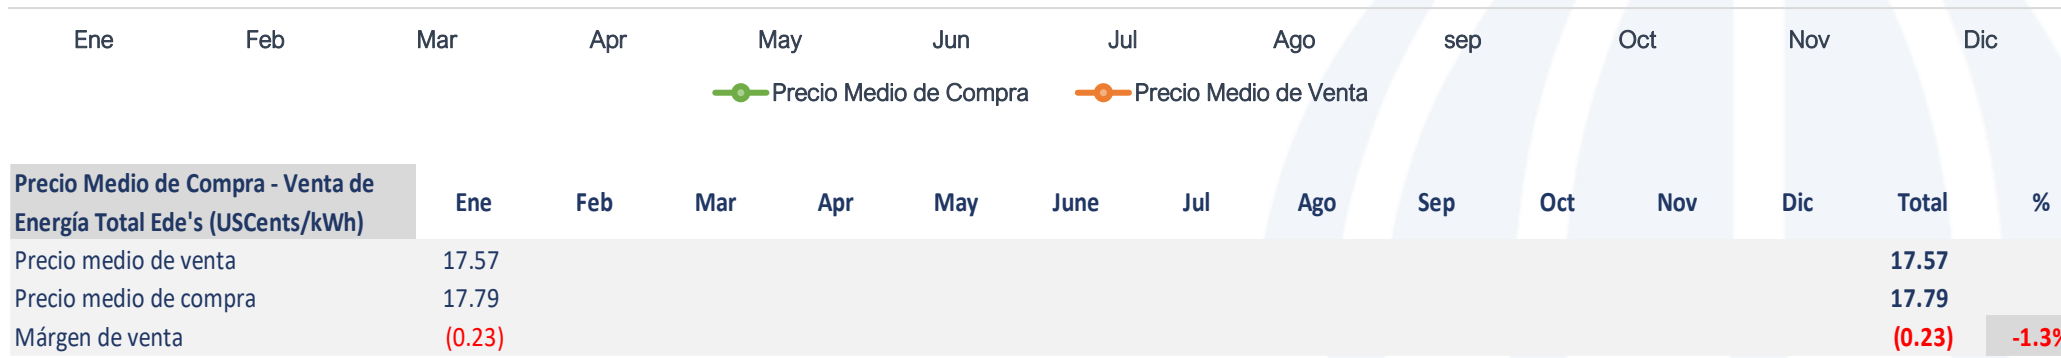 Ene Feb Mar Apr May Jun Jul Ago sep Oct Nov Dic
Precio Medio de Compra Precio Medio de Venta
Precio Medio de Compra - Venta de
Energía Total Ede's (USCents/kWh) Ene Feb Mar Apr May June Jul Ago Sep Oct Nov Dic Total %
Precio medio de venta 17.57 17.57
Precio medio de compra 17.79 17.79
Márgen de venta (0.23) (0.23) -1.3%